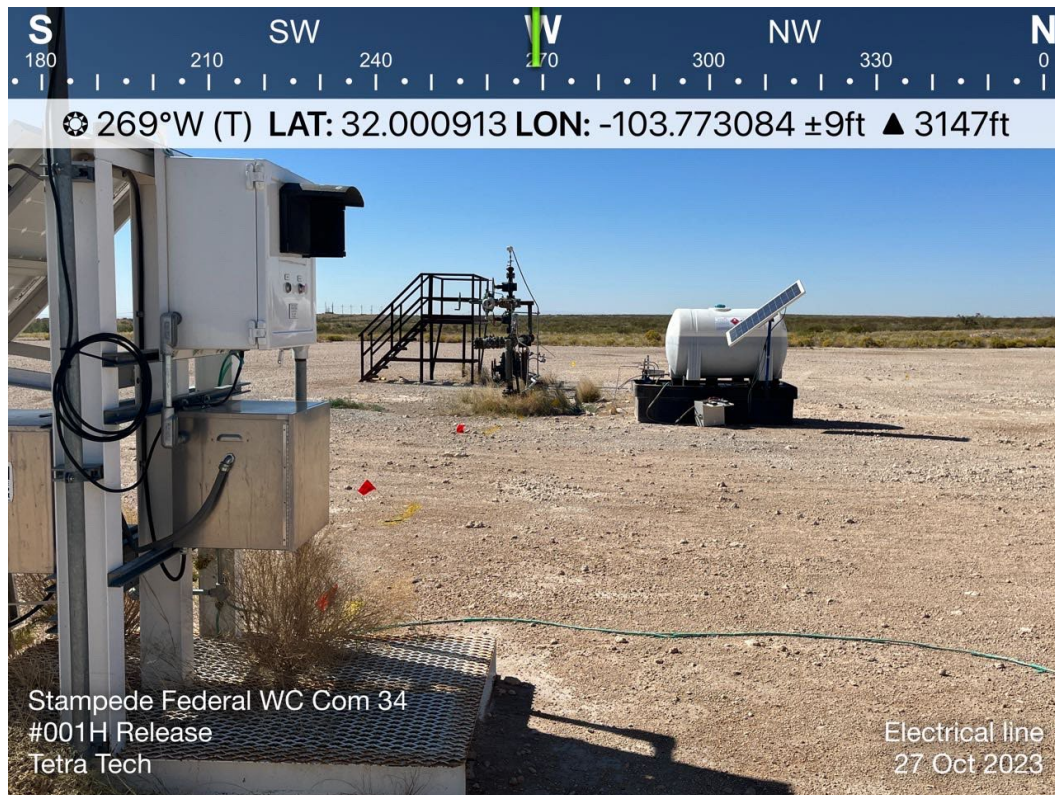 S SW W NW N
180 210 240 270 300 330 0
269°W (T) LAT: 32.000913 LON: -103.773084 ±9ft ▲ 3147ft
Stampede Federal WC Com 34
#001H Release
Tetra Tech
Electrical line
27 Oct 2023